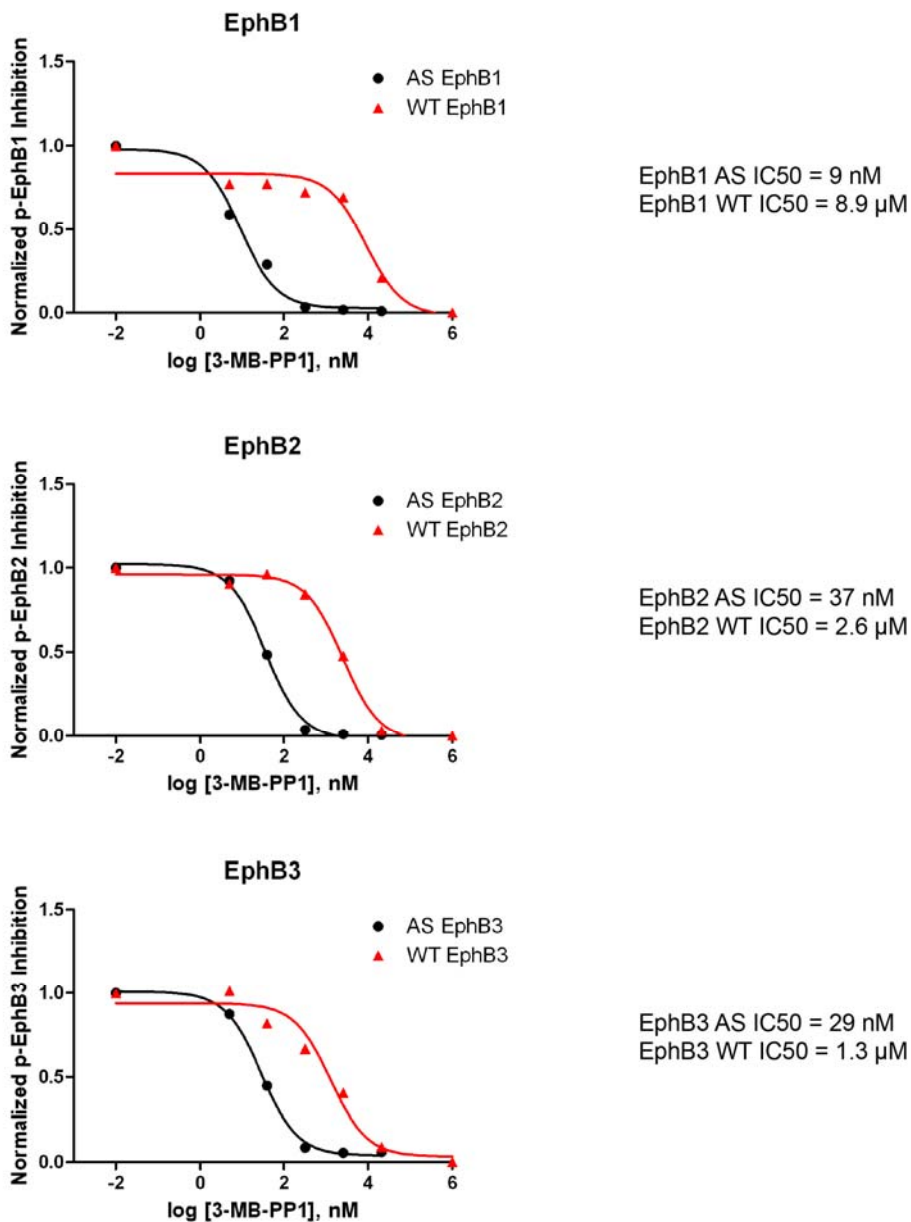 EphB1
Normalized p-EphB1 Inhibition
1.5
1.0
0.5
0.0
-2 0 2 4 6
log [3-MB-PP1], nM
AS EphB1
WT EphB1
EphB1 AS IC50 = 9 nM
EphB1 WT IC50 = 8.9 µM
EphB2
Normalized p-EphB2 Inhibition
1.5
1.0
0.5
0.0
-2 0 2 4 6
log [3-MB-PP1], nM
AS EphB2
WT EphB2
EphB2 AS IC50 = 37 nM
EphB2 WT IC50 = 2.6 µM
EphB3
Normalized p-EphB3 Inhibition
1.5
1.0
0.5
0.0
-2 0 2 4 6
log [3-MB-PP1], nM
AS EphB3
WT EphB3
EphB3 AS IC50 = 29 nM
EphB3 WT IC50 = 1.3 µM